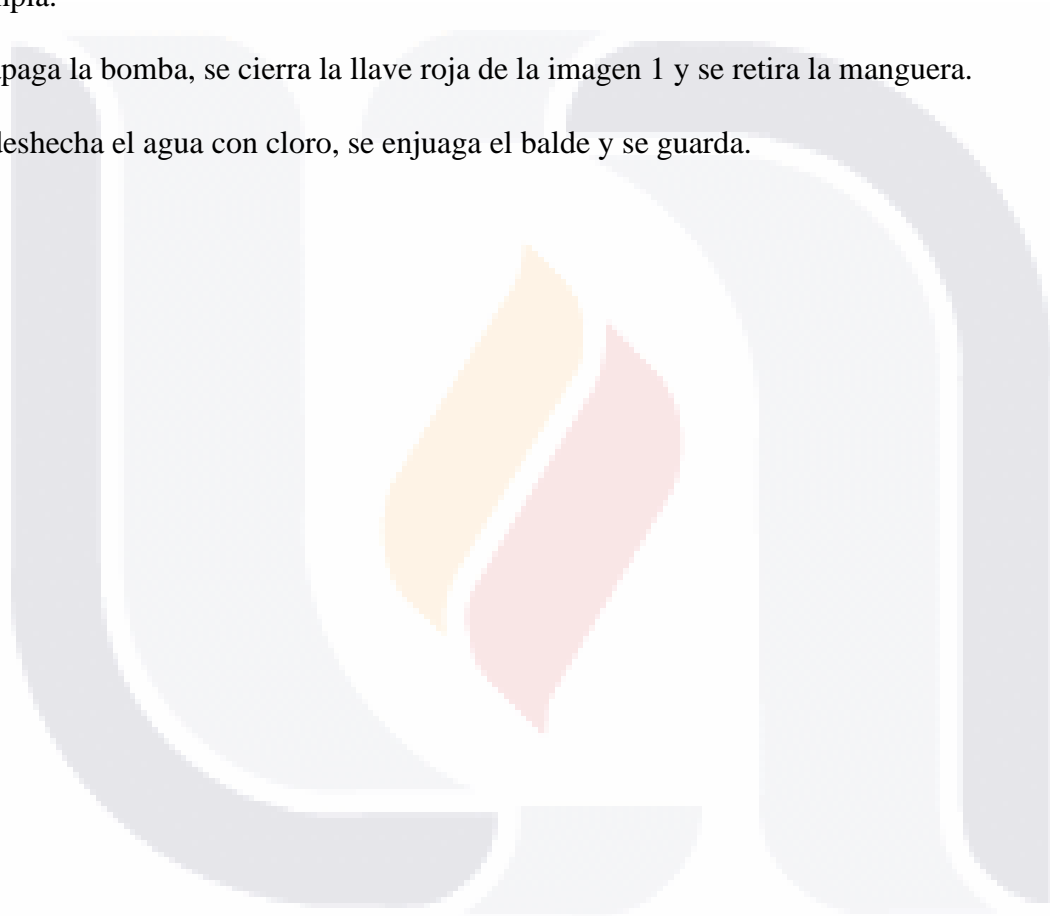 apaga la bomba, se cierra la llave roja de la imagen 1 y se retira la manguera.
deshecha el agua con cloro, se enjuaga el balde y se guarda.